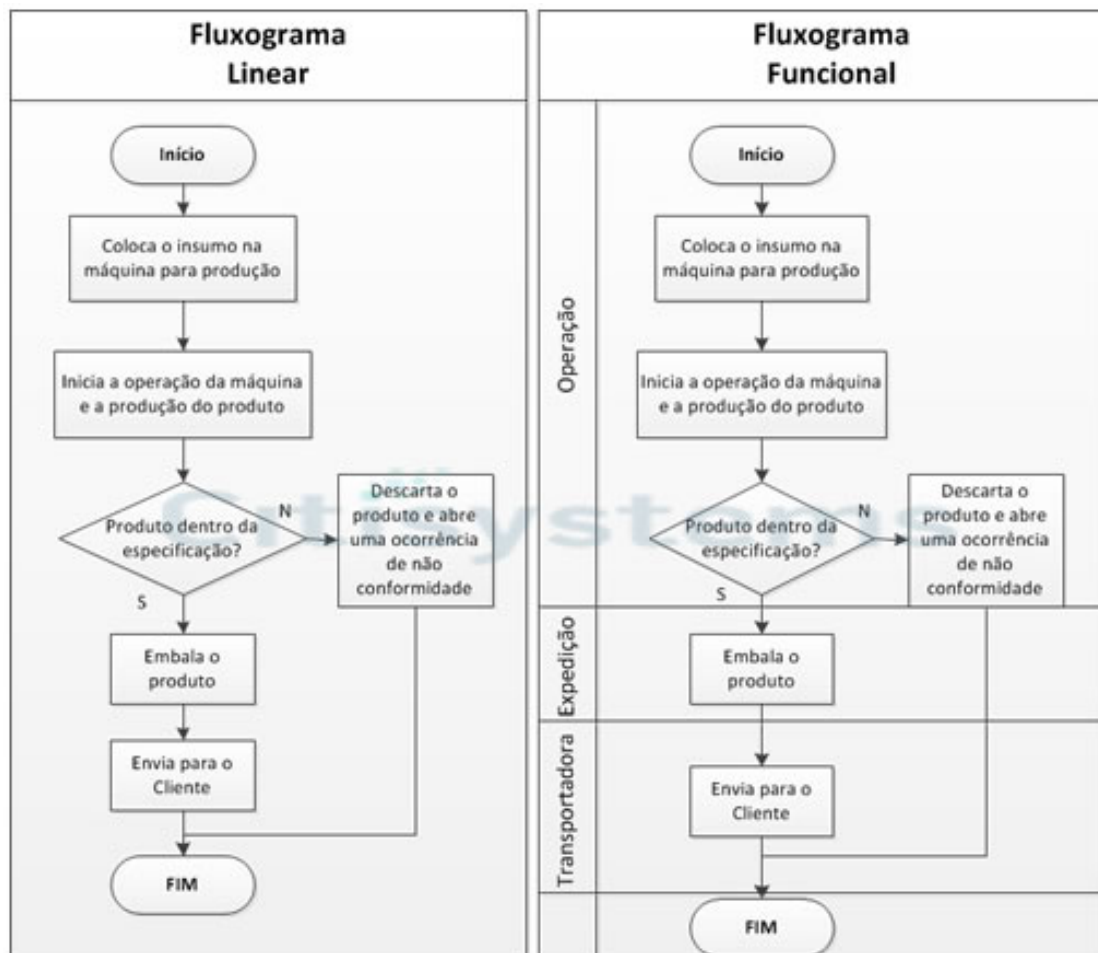 Fluxograma
Linear
Início
Coloca o insumo na
máquina para produção
Inicia a operação da máquina
e a produção do produto
Produto dentro da
especificação?
N
Descarta o
produto e abre
uma ocorrência
de não
conformidade
S
Embala o
produto
Envia para o
Cliente
FIM
Fluxograma
Funcional
Operação
Início
Coloca o insumo na
máquina para produção
Inicia a operação da máquina
e a produção do produto
Produto dentro da
especificação?
N
Descarta o
produto e abre
uma ocorrência
de não
conformidade
S
Expedição
Embala o
produto
Transportadora
Envia para o
Cliente
FIM